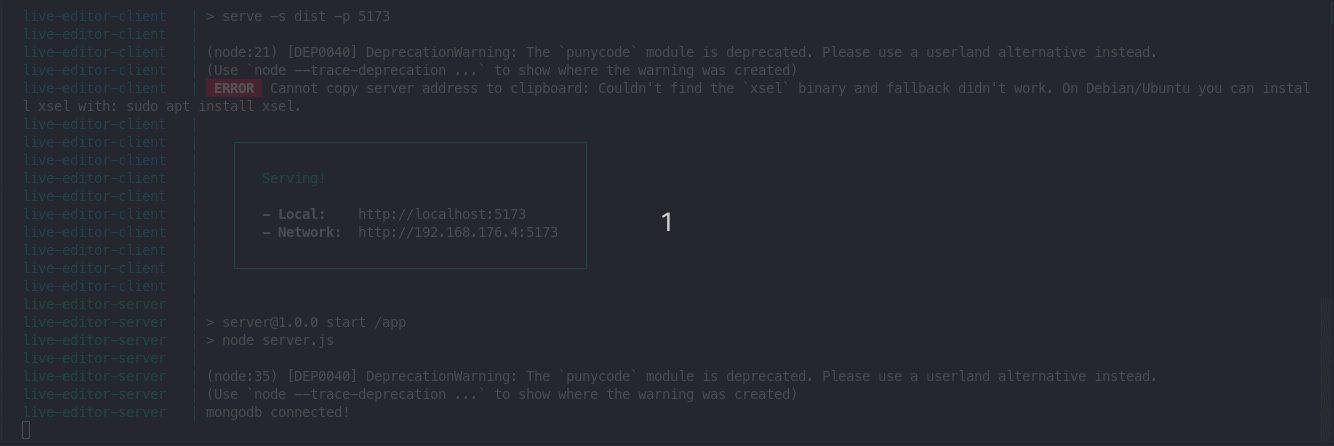 live-editor-client | > serve -s dist -p 5173
live-editor-client |
live-editor-client | (node:21) [DEP0040] DeprecationWarning: The `punycode` module is deprecated. Please use a userland alternative instead.
live-editor-client | (Use `node --trace-deprecation ...` to show where the warning was created)
live-editor-client | ERROR Cannot copy server address to clipboard: Couldn't find the `xsel` binary and fallback didn't work. On Debian/Ubuntu you can instal
l xsel with: sudo apt install xsel.
live-editor-client |
live-editor-client |
live-editor-client |
live-editor-client | Serving!
live-editor-client |
live-editor-client | - Local: http://localhost:5173
live-editor-client | - Network: http://192.168.176.4:5173
live-editor-client |
live-editor-client |
live-editor-client |
live-editor-server |
live-editor-server | > server@1.0.0 start /app
live-editor-server | > node server.js
live-editor-server |
live-editor-server | (node:35) [DEP0040] DeprecationWarning: The `punycode` module is deprecated. Please use a userland alternative instead.
live-editor-server | (Use `node --trace-deprecation ...` to show where the warning was created)
live-editor-server | mongodb connected!
1